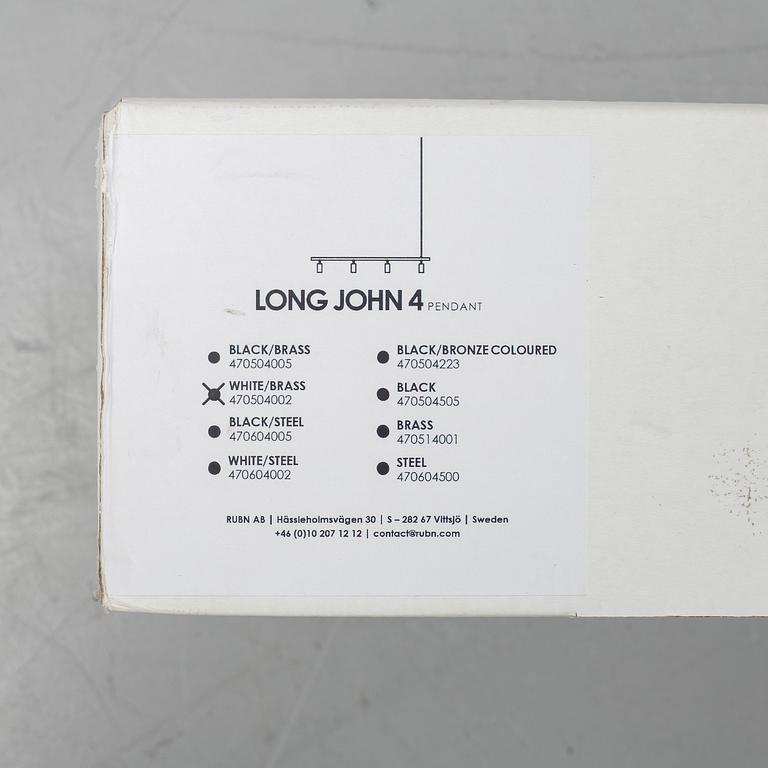 LONG JOHN 4 PENDANT
BLACK/BRASS
470504005
WHITE/BRASS
470504002
BLACK/STEEL
470604005
WHITE/STEEL
470604002
BLACK/BRONZE COLOURED
470504223
BLACK
470504505
BRASS
470514001
STEEL
470604500
RUBN AB | Hässleholmsvägen 30 | S – 282 67 Vittsjö | Sweden
+46 (0)10 207 12 12 | contact@rubn.com